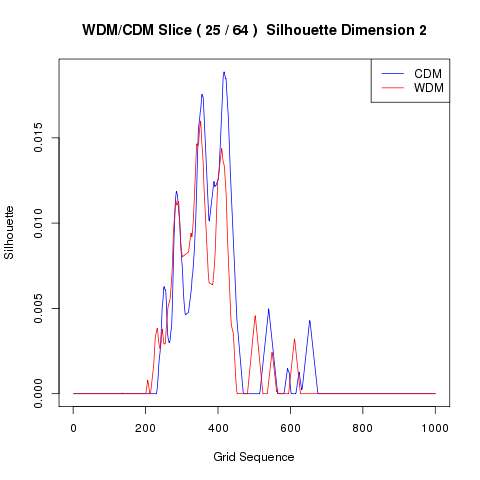 WDM/CDM Slice ( 25 / 64 )  Silhouette Dimension 2
CDM
WDM
Silhouette
0.015
0.010
0.005
0.000
0 200 400 600 800 1000
Grid Sequence